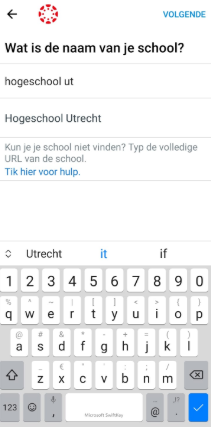 VOLGENDE
Wat is de naam van je school?
hogeschool ut
Hogeschool Utrecht
Kun je je school niet vinden? Typ de volledige
URL van de school.
Tik hier voor hulp.
Utrecht it if
1 2 3 4 5 6 7 8 9 0
q w e r t y u i o p
a s d f g h j k l
z x c v b n m
123 , Microsoft SwiftKey @ .